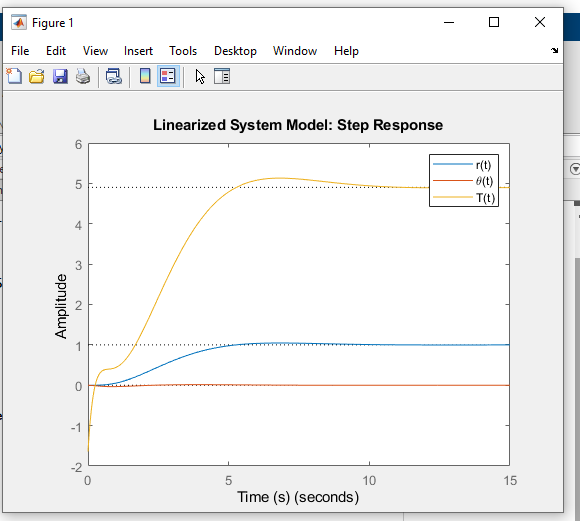 Figure 1
File Edit View Insert Tools Desktop Window Help
Linearized System Model: Step Response
6
5
4
3
2
1
0
-1
-2
Amplitude
r(t)
θ(t)
T(t)
0 5 10 15
Time (s) (seconds)